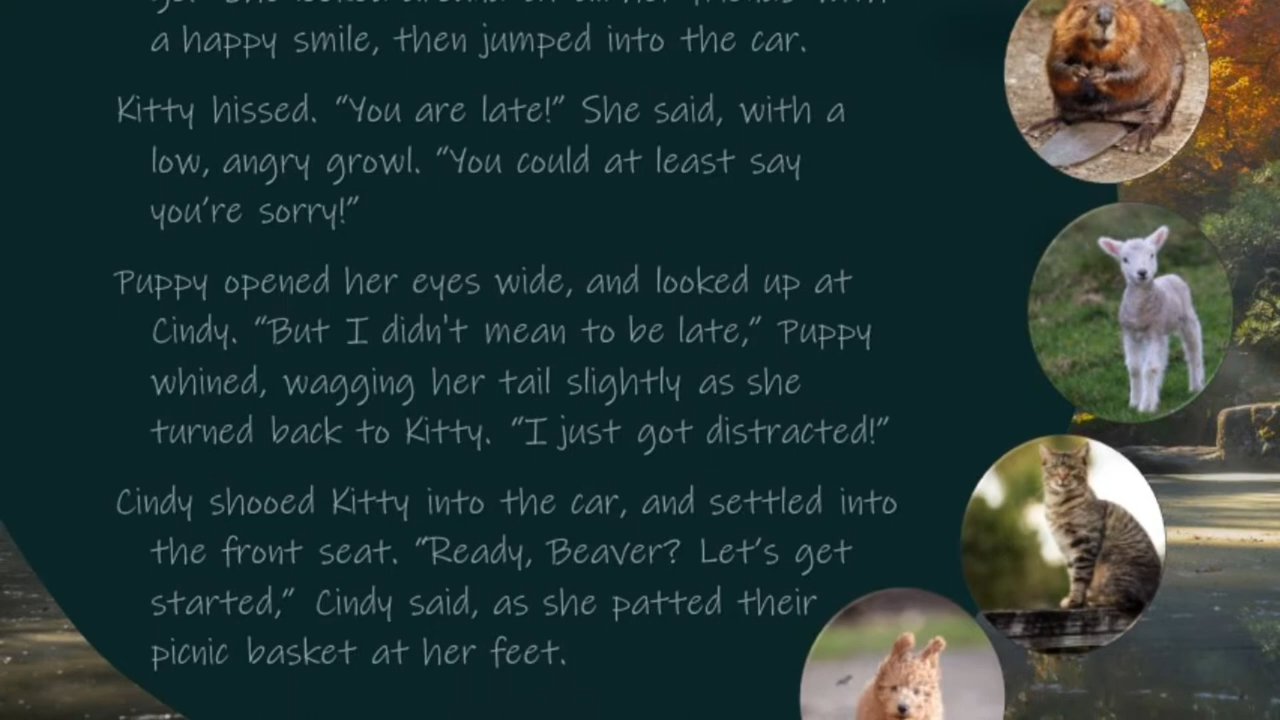 a happy smile, then jumped into the car.
Kitty hissed. “You are late!” She said, with a
low, angry growl. “You could at least say
you’re sorry!”
Puppy opened her eyes wide, and looked up at
Cindy. “But I didn't mean to be late,” Puppy
whined, wagging her tail slightly as she
turned back to Kitty. “I just got distracted!”
Cindy shooed Kitty into the car, and settled into
the front seat. “Ready, Beaver? Let’s get
started,” Cindy said, as she patted their
picnic basket at her feet.